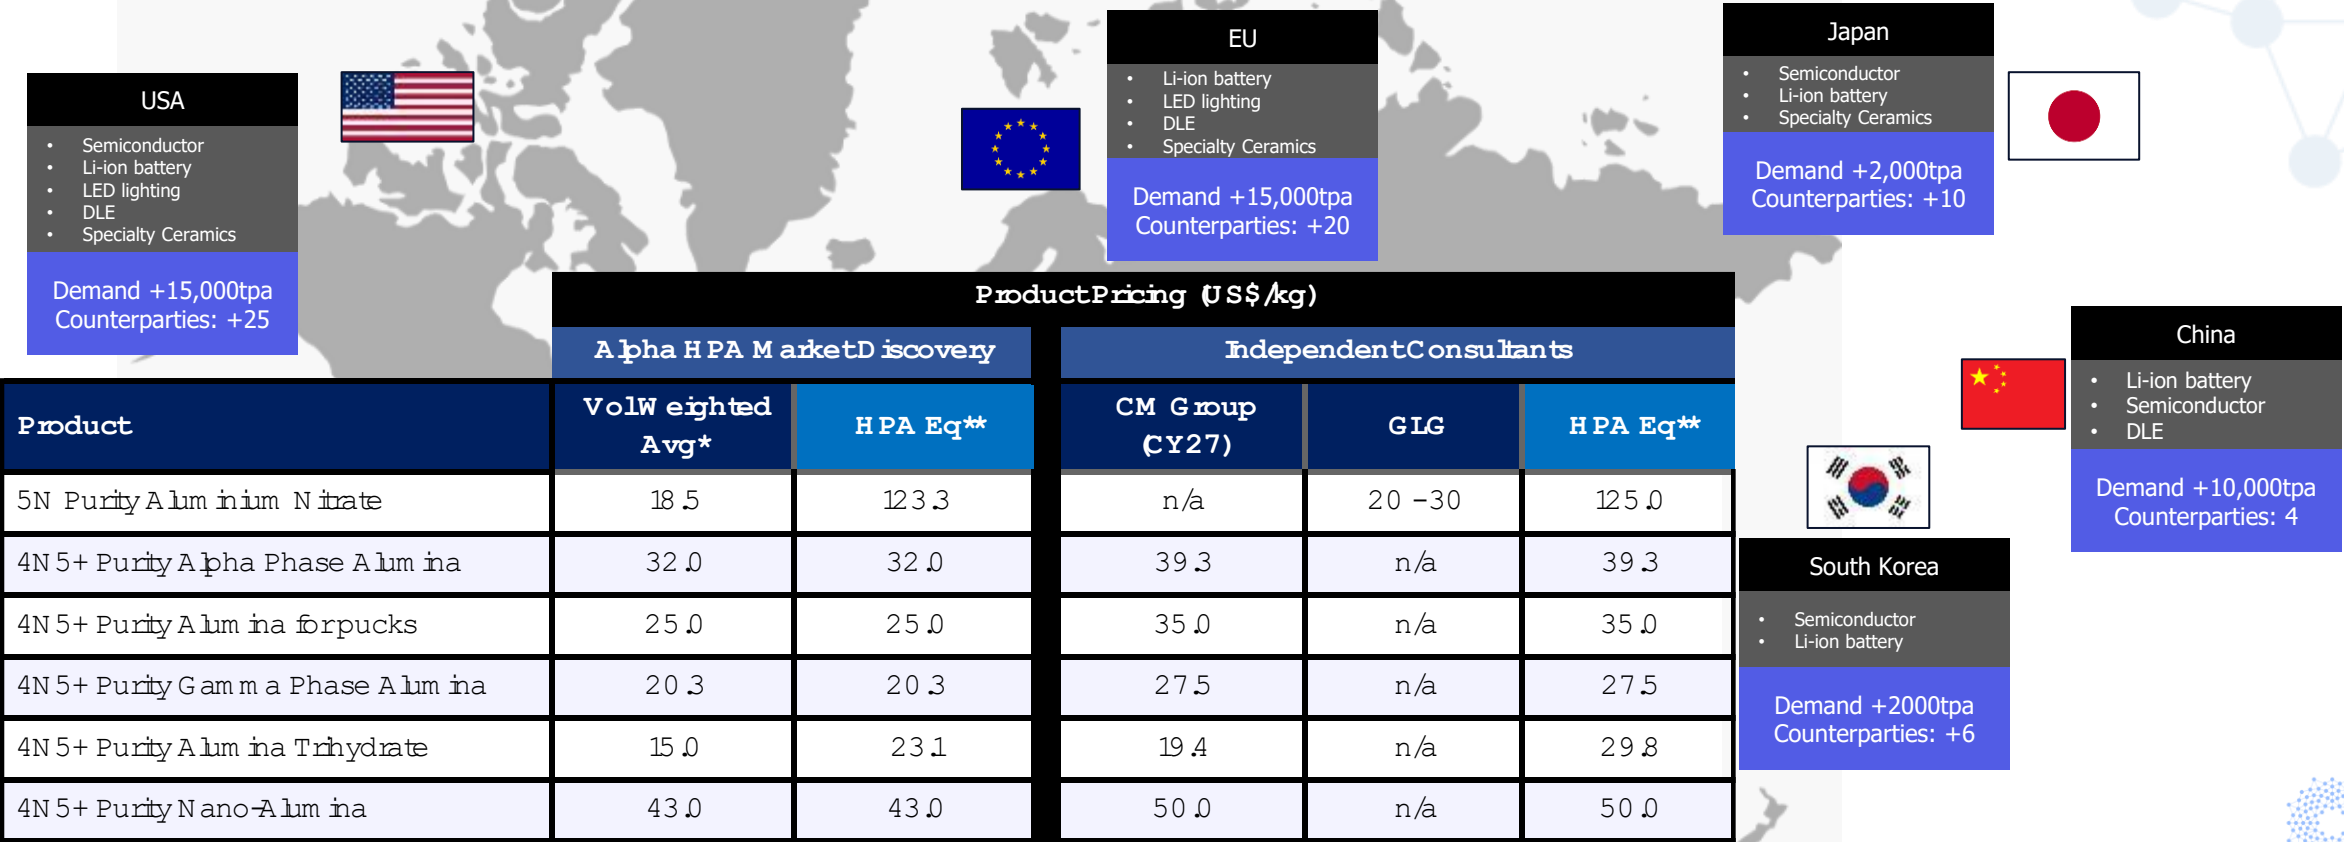 USA
• Semiconductor
• Li-ion battery
• LED lighting
• DLE
• Specialty Ceramics
Demand +15,000tpa
Counterparties: +25
EU
• Li-ion battery
• LED lighting
• DLE
• Specialty Ceramics
Demand +15,000tpa
Counterparties: +20
Japan
• Semiconductor
• Li-ion battery
• Specialty Ceramics
Demand +2,000tpa
Counterparties: +10
China
• Li-ion battery
• Semiconductor
• DLE
Demand +10,000tpa
Counterparties: 4
South Korea
• Semiconductor
• Li-ion battery
Demand +2000tpa
Counterparties: +6
Product Pricing (US$/kg)
Alpha HPA Market Discovery Independent Consultants
Product Vol Weighted Avg* HPA Eq** CM Group (CY27) GLG HPA Eq**
5N Purity Aluminium Nitrate 18.5 123.3 n/a 20 -30 125.0
4N5+ Purity Alpha Phase Alumina 32.0 32.0 39.3 n/a 39.3
4N5+ Purity Alumina for pucks 25.0 25.0 35.0 n/a 35.0
4N5+ Purity Gamma Phase Alumina 20.3 20.3 27.5 n/a 27.5
4N5+ Purity Alumina Trihydrate 15.0 23.1 19.4 n/a 29.8
4N5+ Purity Nano-Alumina 43.0 43.0 50.0 n/a 50.0